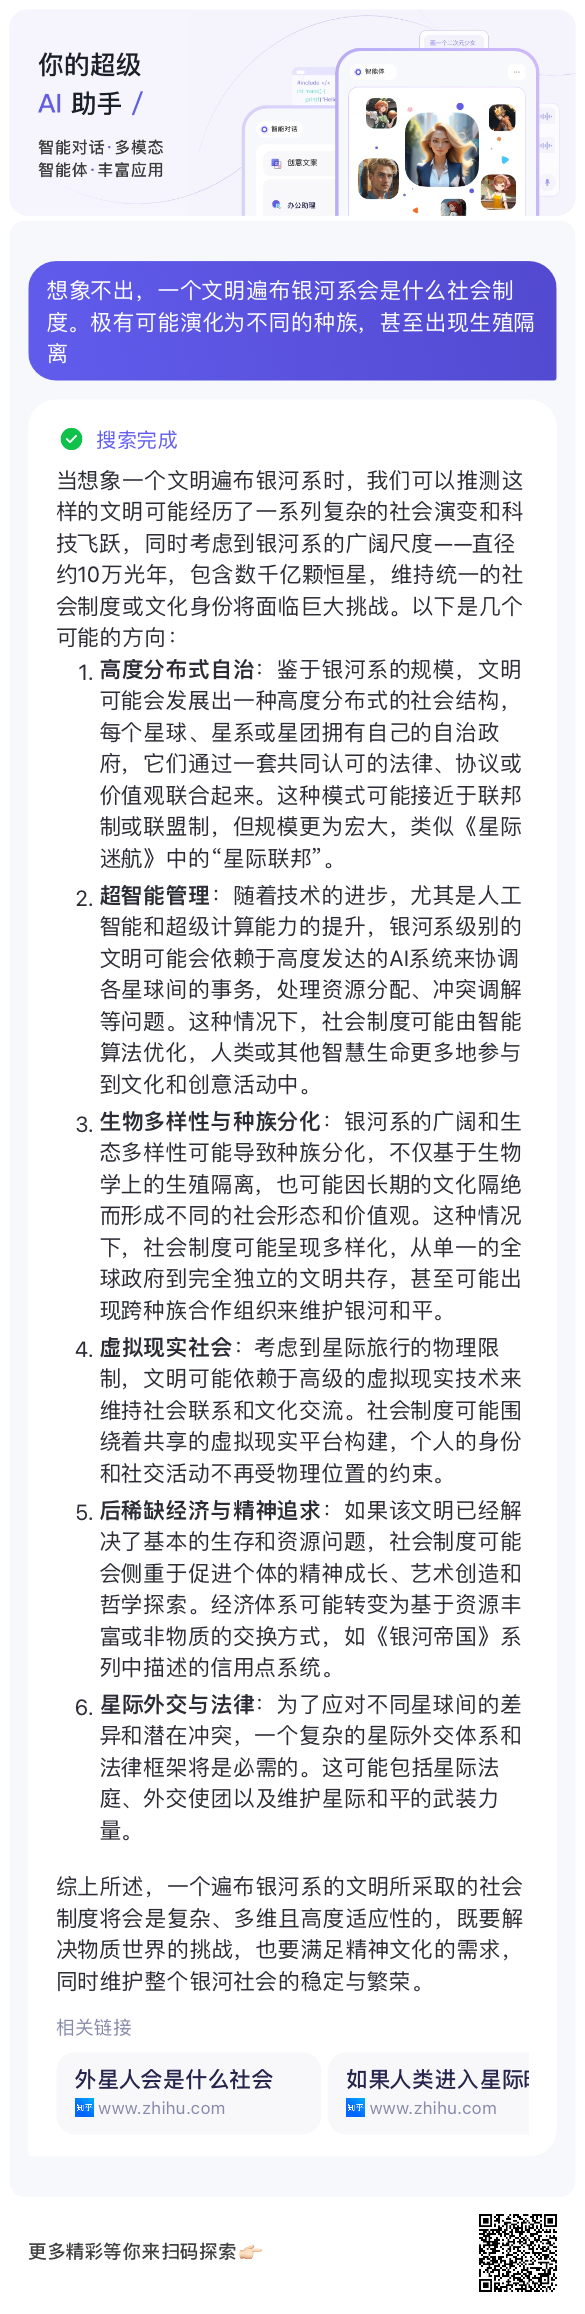 你的超级
AI 助手 /
智能对话·多模态
智能体·丰富应用
画一个二次元少女
智能体
#include </>
int main() {
print("Hello
智能对话
创意文案
办公助理
想象不出，一个文明遍布银河系会是什么社会制
度。极有可能演化为不同的种族，甚至出现生殖隔
离
搜索完成
当想象一个文明遍布银河系时，我们可以推测这
样的文明可能经历了一系列复杂的社会演变和科
技飞跃，同时考虑到银河系的广阔尺度——直径
约10万光年，包含数千亿颗恒星，维持统一的社
会制度或文化身份将面临巨大挑战。以下是几个
可能的方向：
1. 高度分布式自治：鉴于银河系的规模，文明
可能会发展出一种高度分布式的社会结构，
每个星球、星系或星团拥有自己的自治政
府，它们通过一套共同认可的法律、协议或
价值观联合起来。这种模式可能接近于联邦
制或联盟制，但规模更为宏大，类似《星际
迷航》中的“星际联邦”。
2. 超智能管理：随着技术的进步，尤其是人工
智能和超级计算能力的提升，银河系级别的
文明可能会依赖于高度发达的AI系统来协调
各星球间的事务，处理资源分配、冲突调解
等问题。这种情况下，社会制度可能由智能
算法优化，人类或其他智慧生命更多地参与
到文化和创意活动中。
3. 生物多样性与种族分化：银河系的广阔和生
态多样性可能导致种族分化，不仅基于生物
学上的生殖隔离，也可能因长期的文化隔绝
而形成不同的社会形态和价值观。这种情况
下，社会制度可能呈现多样化，从单一的全
球政府到完全独立的文明共存，甚至可能出
现跨种族合作组织来维护银河和平。
4. 虚拟现实社会：考虑到星际旅行的物理限
制，文明可能依赖于高级的虚拟现实技术来
维持社会联系和文化交流。社会制度可能围
绕着共享的虚拟现实平台构建，个人的身份
和社交活动不再受物理位置的约束。
5. 后稀缺经济与精神追求：如果该文明已经解
决了基本的生存和资源问题，社会制度可能
会侧重于促进个体的精神成长、艺术创造和
哲学探索。经济体系可能转变为基于资源丰
富或非物质的交换方式，如《银河帝国》系
列中描述的信用点系统。
6. 星际外交与法律：为了应对不同星球间的差
异和潜在冲突，一个复杂的星际外交体系和
法律框架将是必需的。这可能包括星际法
庭、外交使团以及维护星际和平的武装力
量。
综上所述，一个遍布银河系的文明所采取的社会
制度将会是复杂、多维且高度适应性的，既要解
决物质世界的挑战，也要满足精神文化的需求，
同时维护整个银河社会的稳定与繁荣。
相关链接
外星人会是什么社会
知乎 www.zhihu.com
如果人类进入星际
知乎 www.zhihu.com
更多精彩等你来扫码探索👉🏻